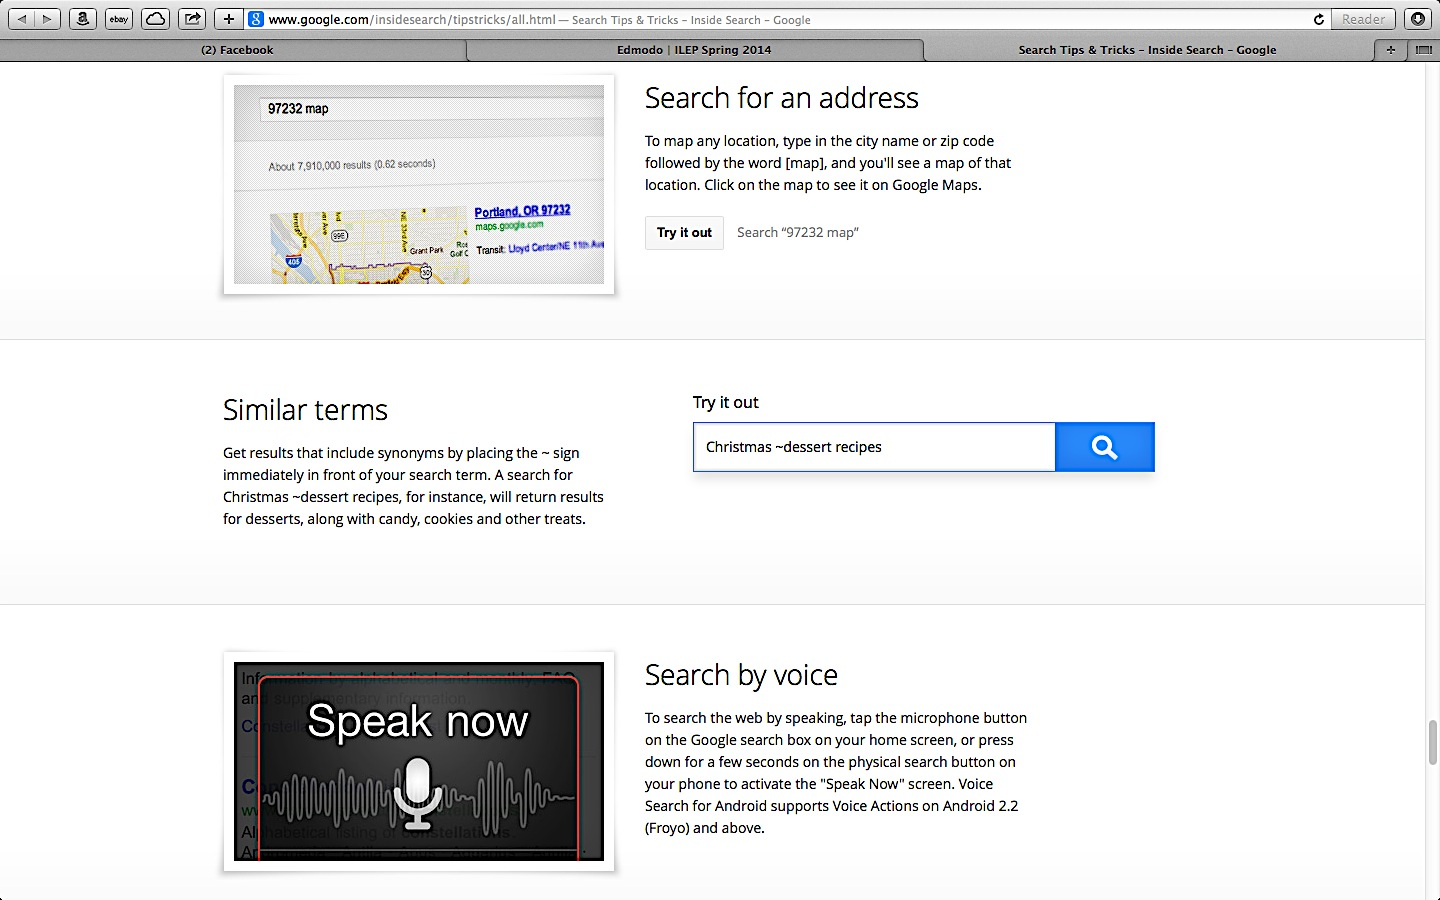 ebay
www.google.com/insidesearch/tipstricks/all.html — Search Tips & Tricks – Inside Search – Google
Reader
(2) Facebook
Edmodo | ILEP Spring 2014
Search Tips & Tricks – Inside Search – Google
97232 map
About 7,910,000 results (0.62 seconds)
Portland, OR 97232
maps.google.com
Transit: Lloyd Center/NE 11th Ave
99E
Grant Park
Golf C
405
30
NE 33rd Ave
Search for an address
To map any location, type in the city name or zip code
followed by the word [map], and you'll see a map of that
location. Click on the map to see it on Google Maps.
Try it out
Search “97232 map”
Similar terms
Get results that include synonyms by placing the ~ sign
immediately in front of your search term. A search for
Christmas ~dessert recipes, for instance, will return results
for desserts, along with candy, cookies and other treats.
Try it out
Christmas ~dessert recipes
Speak now
Search by voice
To search the web by speaking, tap the microphone button
on the Google search box on your home screen, or press
down for a few seconds on the physical search button on
your phone to activate the "Speak Now" screen. Voice
Search for Android supports Voice Actions on Android 2.2
(Froyo) and above.